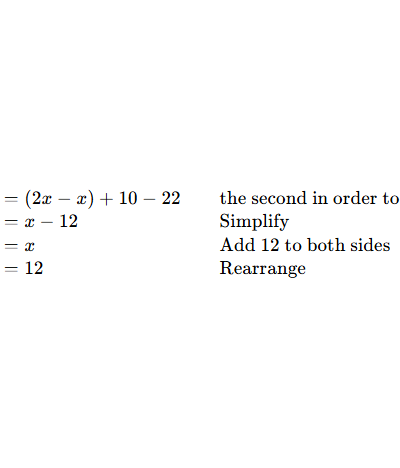 = (2x − x) + 10 − 22 the second in order to
= x − 12 Simplify
= x Add 12 to both sides
= 12 Rearrange